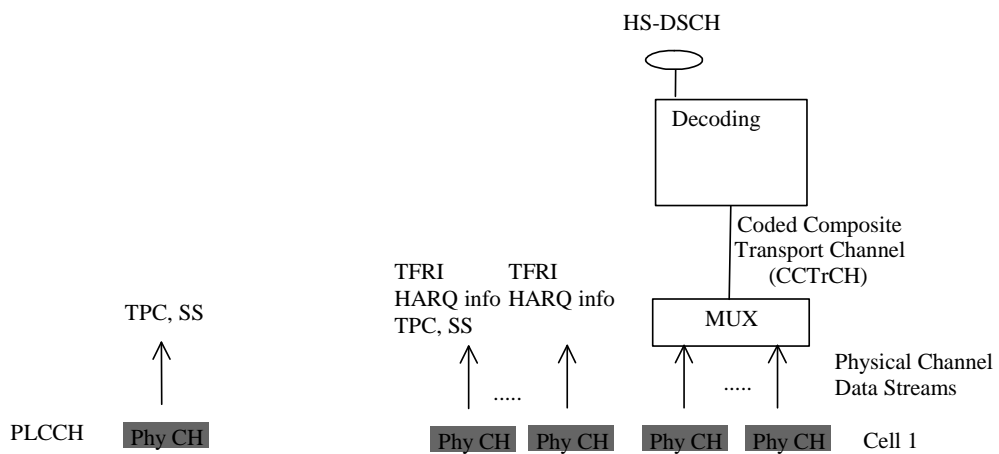 HS-DSCH
Decoding
Coded Composite
Transport Channel
(CCTrCH)
TFRI
HARQ info
TPC, SS
TFRI
HARQ info
TPC, SS
MUX
Physical Channel
Data Streams
.....
.....
PLCCH
Phy CH
Phy CH
Phy CH
Phy CH
Phy CH
Cell 1